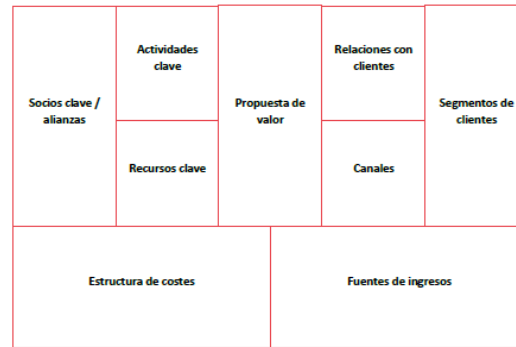 Socios clave /
alianzas
Actividades
clave
Recursos clave
Propuesta de
valor
Relaciones con
clientes
Canales
Segmentos de
clientes
Estructura de costes
Fuentes de ingresos